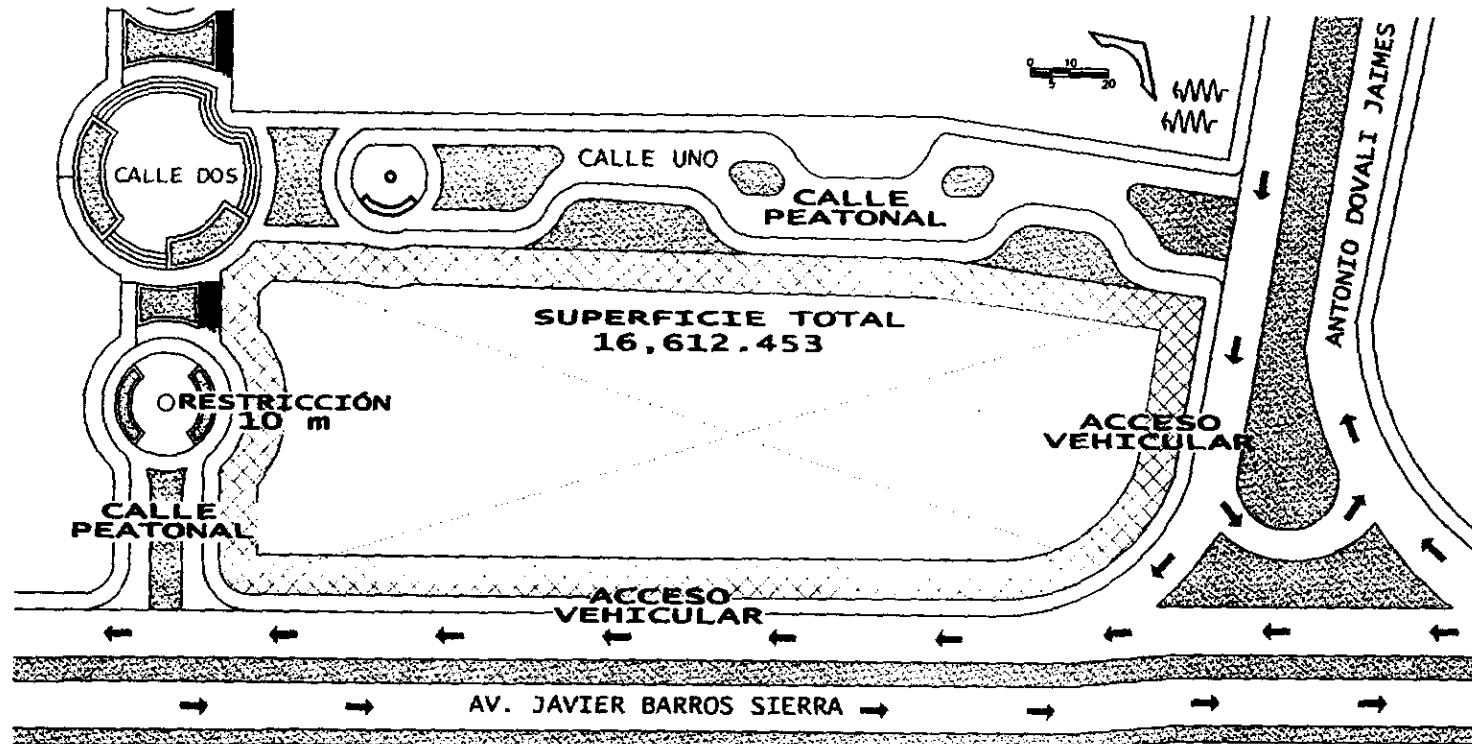 0 10
5 20
ANTONIO DOVALI JAIMES
CALLE DOS
CALLE UNO
CALLE
PEATONAL
SUPERFICIE TOTAL
16,612.453
RESTRICCIÓN
10 m
ACCESO
VEHICULAR
CALLE
PEATONAL
ACCESO
VEHICULAR
AV. JAVIER BARROS SIERRA